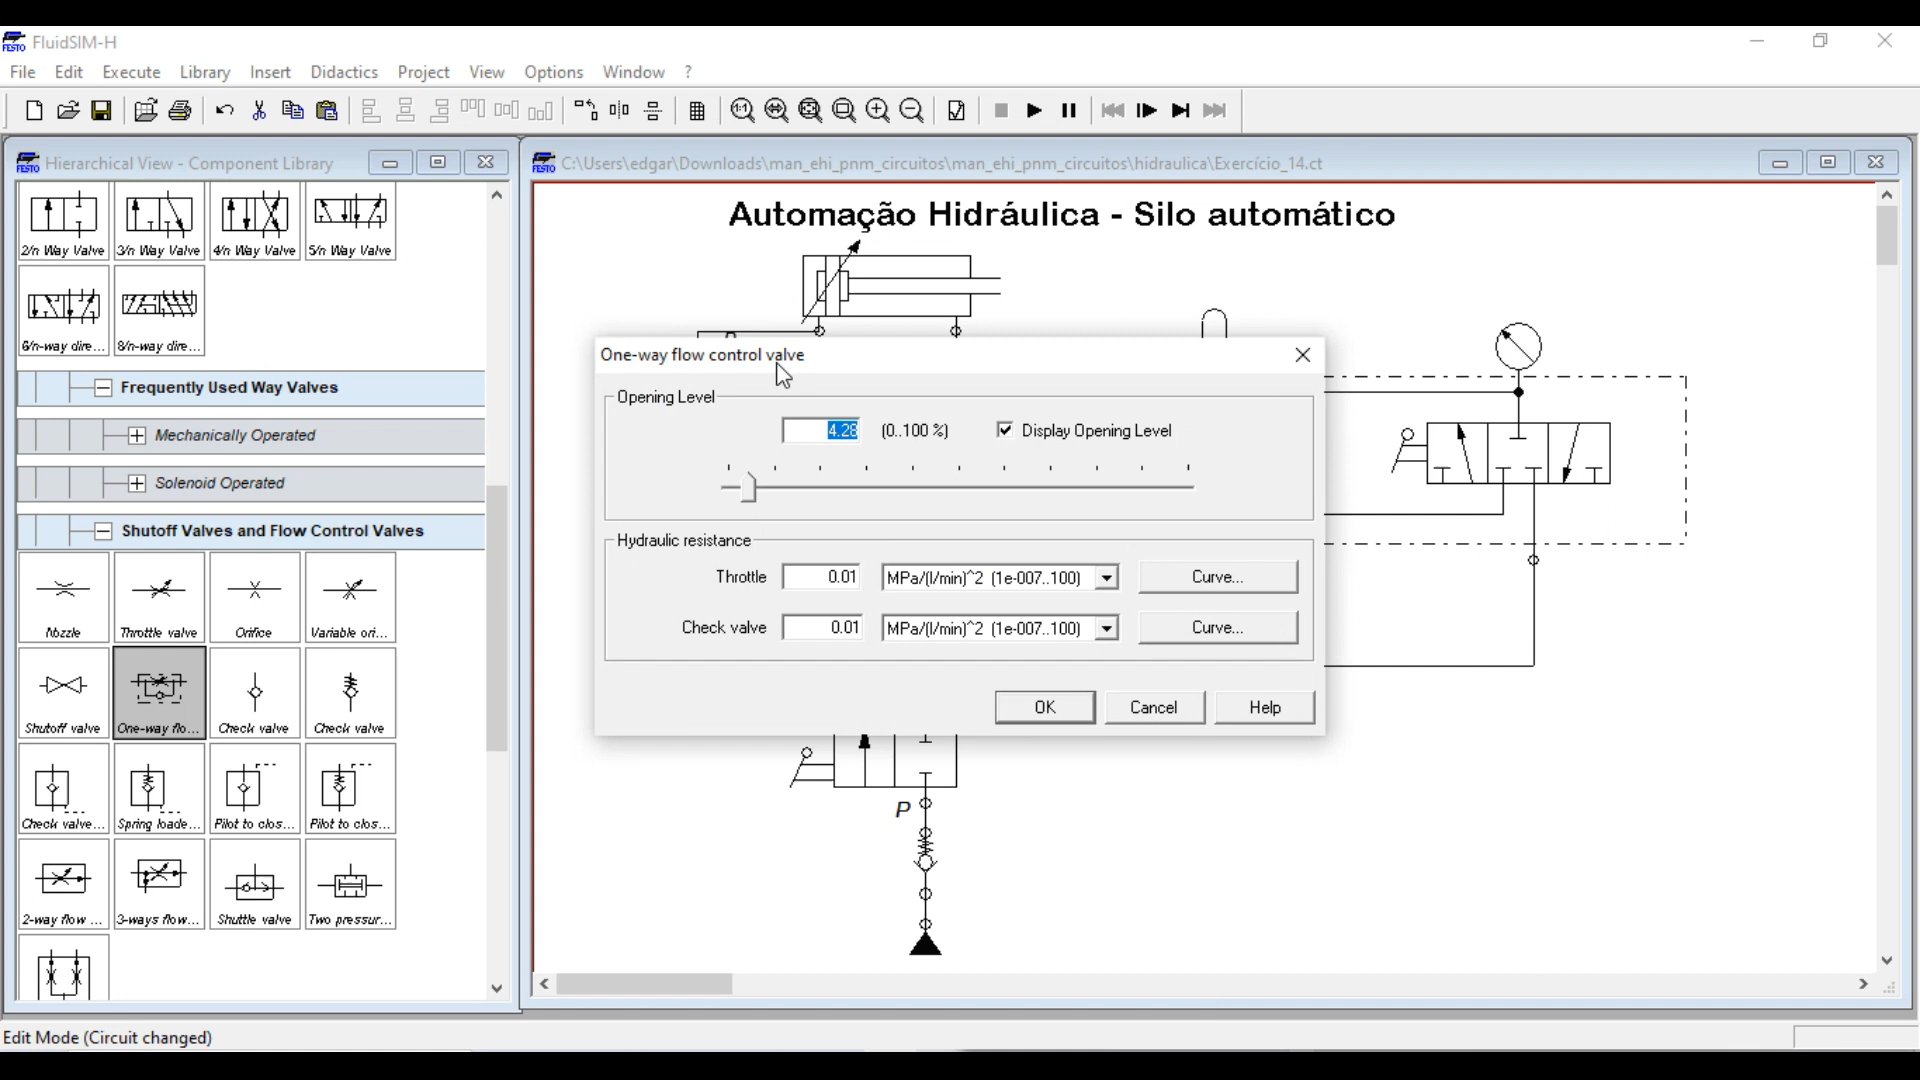 FESTO FluidSIM-H
File Edit Execute Library Insert Didactics Project View Options Window ?
1:1
FESTO Hierarchical View - Component Library
FESTO C:\Users\edgar\Downloads\man_ehi_pnm_circuitos\man_ehi_pnm_circuitos\hidraulica\Exercício_14.ct
2/n Way Valve 3/n Way Valve 4/n Way Valve 5/n Way Valve
6/n-way dire... 8/n-way dire...
Frequently Used Way Valves
Mechanically Operated
Solenoid Operated
Shutoff Valves and Flow Control Valves
Nozzle Throttle valve Orifice Variable ori...
Shutoff valve One-way flo... Check valve Check valve
Check valve... Spring loade... Pilot to clos... Pilot to clos...
2-way flow ... 3-ways flow... Shuttle valve Two pressur...
Automação Hidráulica - Silo automático
One-way flow control valve
Opening Level
4.28 (0..100 %) Display Opening Level
Hydraulic resistance
Throttle 0.01 MPa/(l/min)^2 (1e-007..100) Curve...
Check valve 0.01 MPa/(l/min)^2 (1e-007..100) Curve...
OK Cancel Help
P
Edit Mode (Circuit changed)